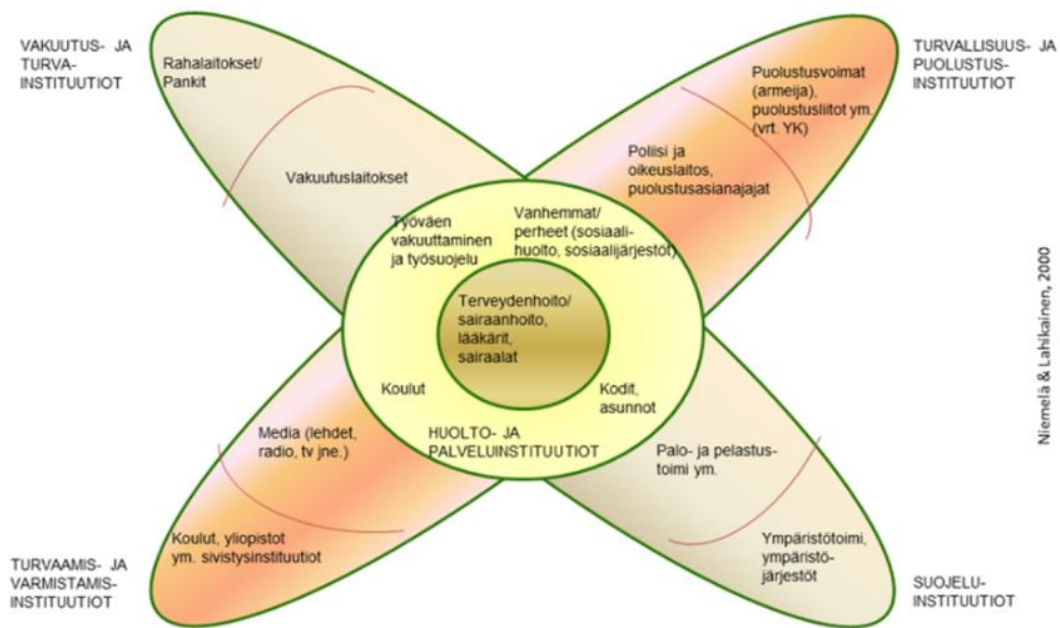 VAKUUTUS- JA
TURVA-
INSTITUUTIOT
Rahalaitokset/
Pankit
Vakuutuslaitokset
TURVALLISUUS- JA
PUOLUSTUS-
INSTITUUTIOT
Puolustusvoimat
(armeija),
puolustusliitot ym.
(vrt. YK)
Poliisi ja
oikeuslaitos,
puolustusasianajajat
Työväen
vakuuttaminen
ja työsuojelu
Vanhemmat/
perheet (sosiaali-
huolto, sosiaalijärjestöt)
Terveydenhoito/
sairaanhoito,
lääkärit,
sairaalat
Koulut
Kodit,
asunnot
HUOLTO- JA
PALVELUINSTITUUTIOT
Media (lehdet,
radio, tv jne.)
Koulut, yliopistot
ym. sivistysinstituutiot
TURVAAMIS- JA
VARMISTAMIS-
INSTITUUTIOT
Palo- ja pelastus-
toimi ym.
Ympäristötoimi,
ympäristö-
järjestöt
SUOJELU-
INSTITUUTIOT
Niemelä & Lahikainen, 2000